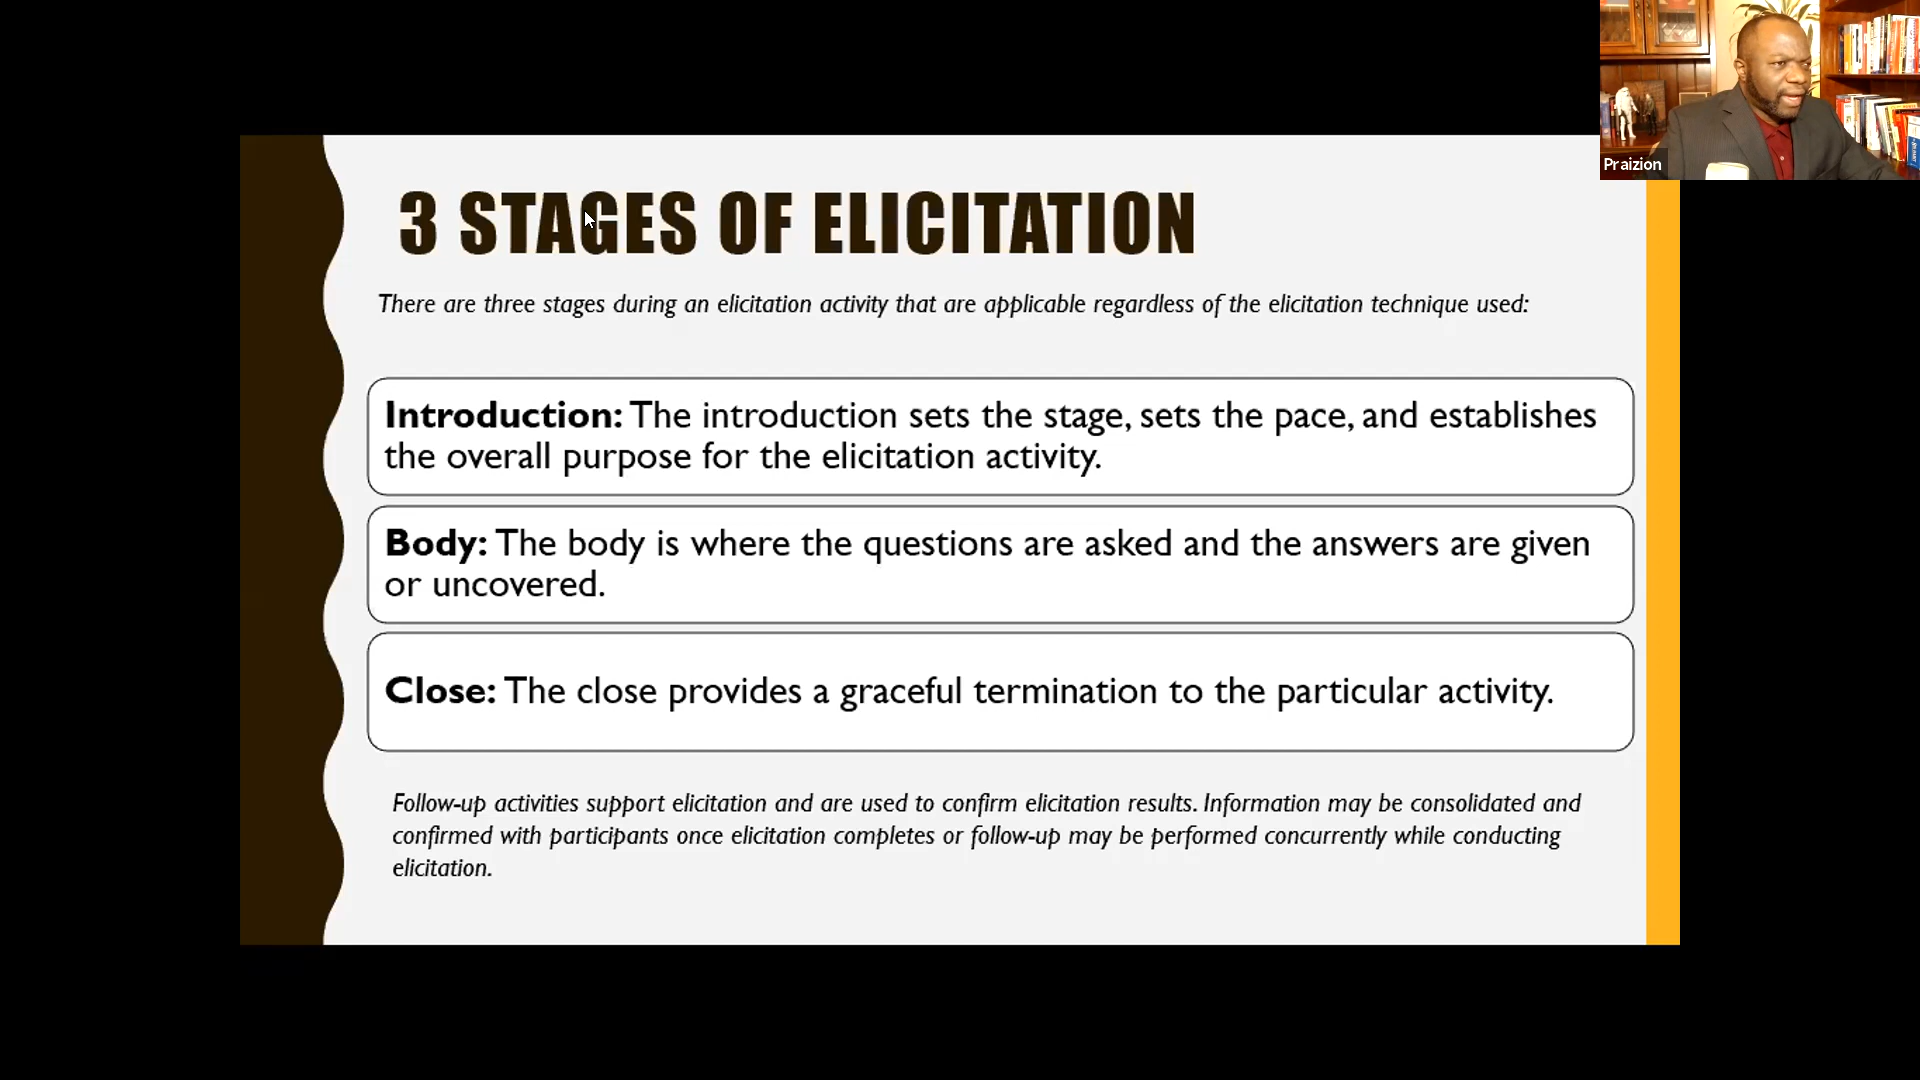 3 STAGES OF ELICITATION
There are three stages during an elicitation activity that are applicable regardless of the elicitation technique used:
Introduction: The introduction sets the stage, sets the pace, and establishes
the overall purpose for the elicitation activity.
Body: The body is where the questions are asked and the answers are given
or uncovered.
Close: The close provides a graceful termination to the particular activity.
Follow-up activities support elicitation and are used to confirm elicitation results. Information may be consolidated and
confirmed with participants once elicitation completes or follow-up may be performed concurrently while conducting
elicitation.
Praizion